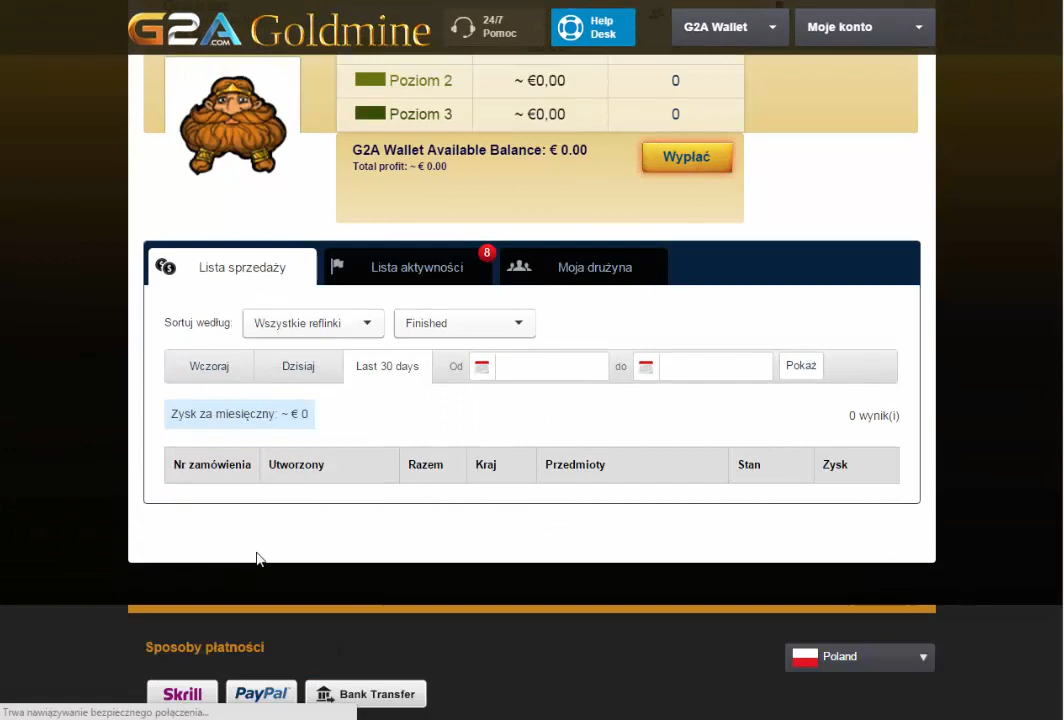 G2A.COM Goldmine
24/7 Pomoc
Help Desk
G2A Wallet
Moje konto
Poziom 2 ~ €0,00 0
Poziom 3 ~ €0,00 0
G2A Wallet Available Balance: € 0.00
Total profit: ~ € 0.00
Wypłać
Lista sprzedaży
Lista aktywności 8
Moja drużyna
Sortuj według: Wszystkie reflinki Finished
Wczoraj Dzisiaj Last 30 days Od do Pokaż
Zysk za miesięczny: ~ € 0
0 wynik(i)
Nr zamówienia Utworzony Razem Kraj Przedmioty Stan Zysk
Sposoby płatności
Poland
Skrill PayPal Bank Transfer
Trwa nawiązywanie bezpiecznego połączenia...